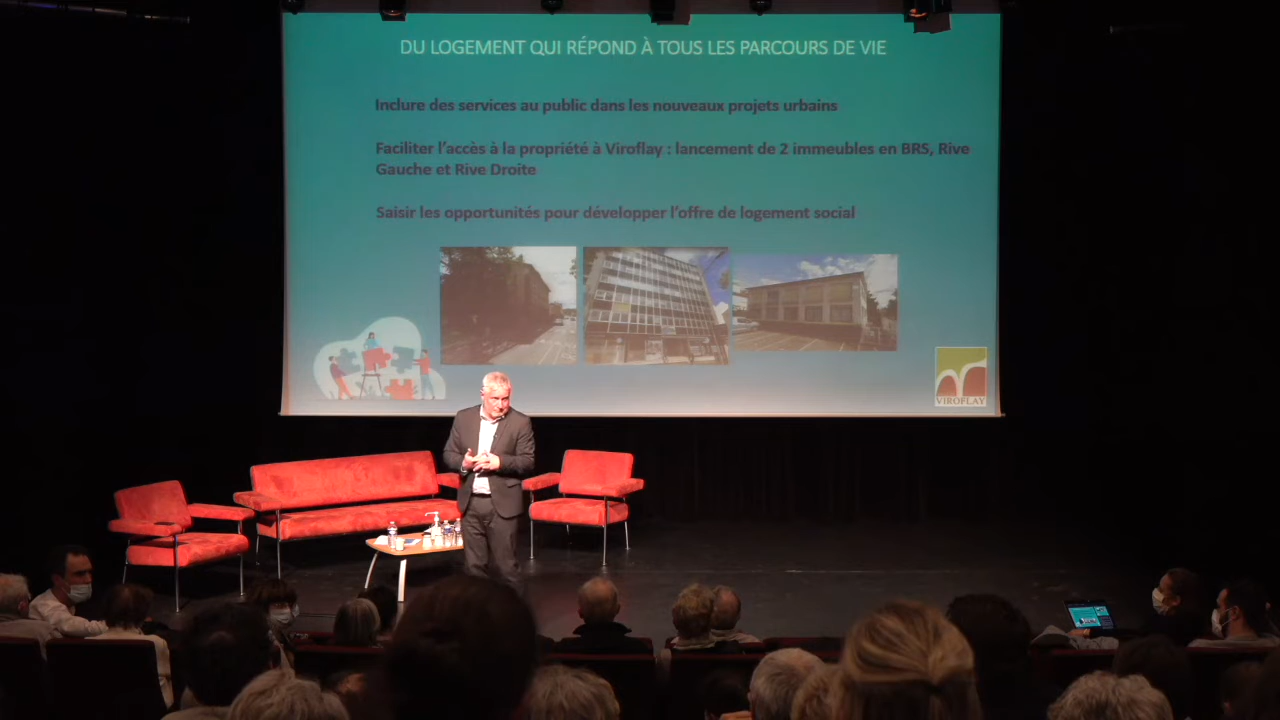 DU LOGEMENT QUI RÉPOND À TOUS LES PARCOURS DE VIE
Inclure des services au public dans les nouveaux projets urbains
Faciliter l'accès à la propriété à Viroflay : lancement de 2 immeubles en BRS, Rive
Gauche et Rive Droite
Saisir les opportunités pour développer l'offre de logement social
VIROFLAY